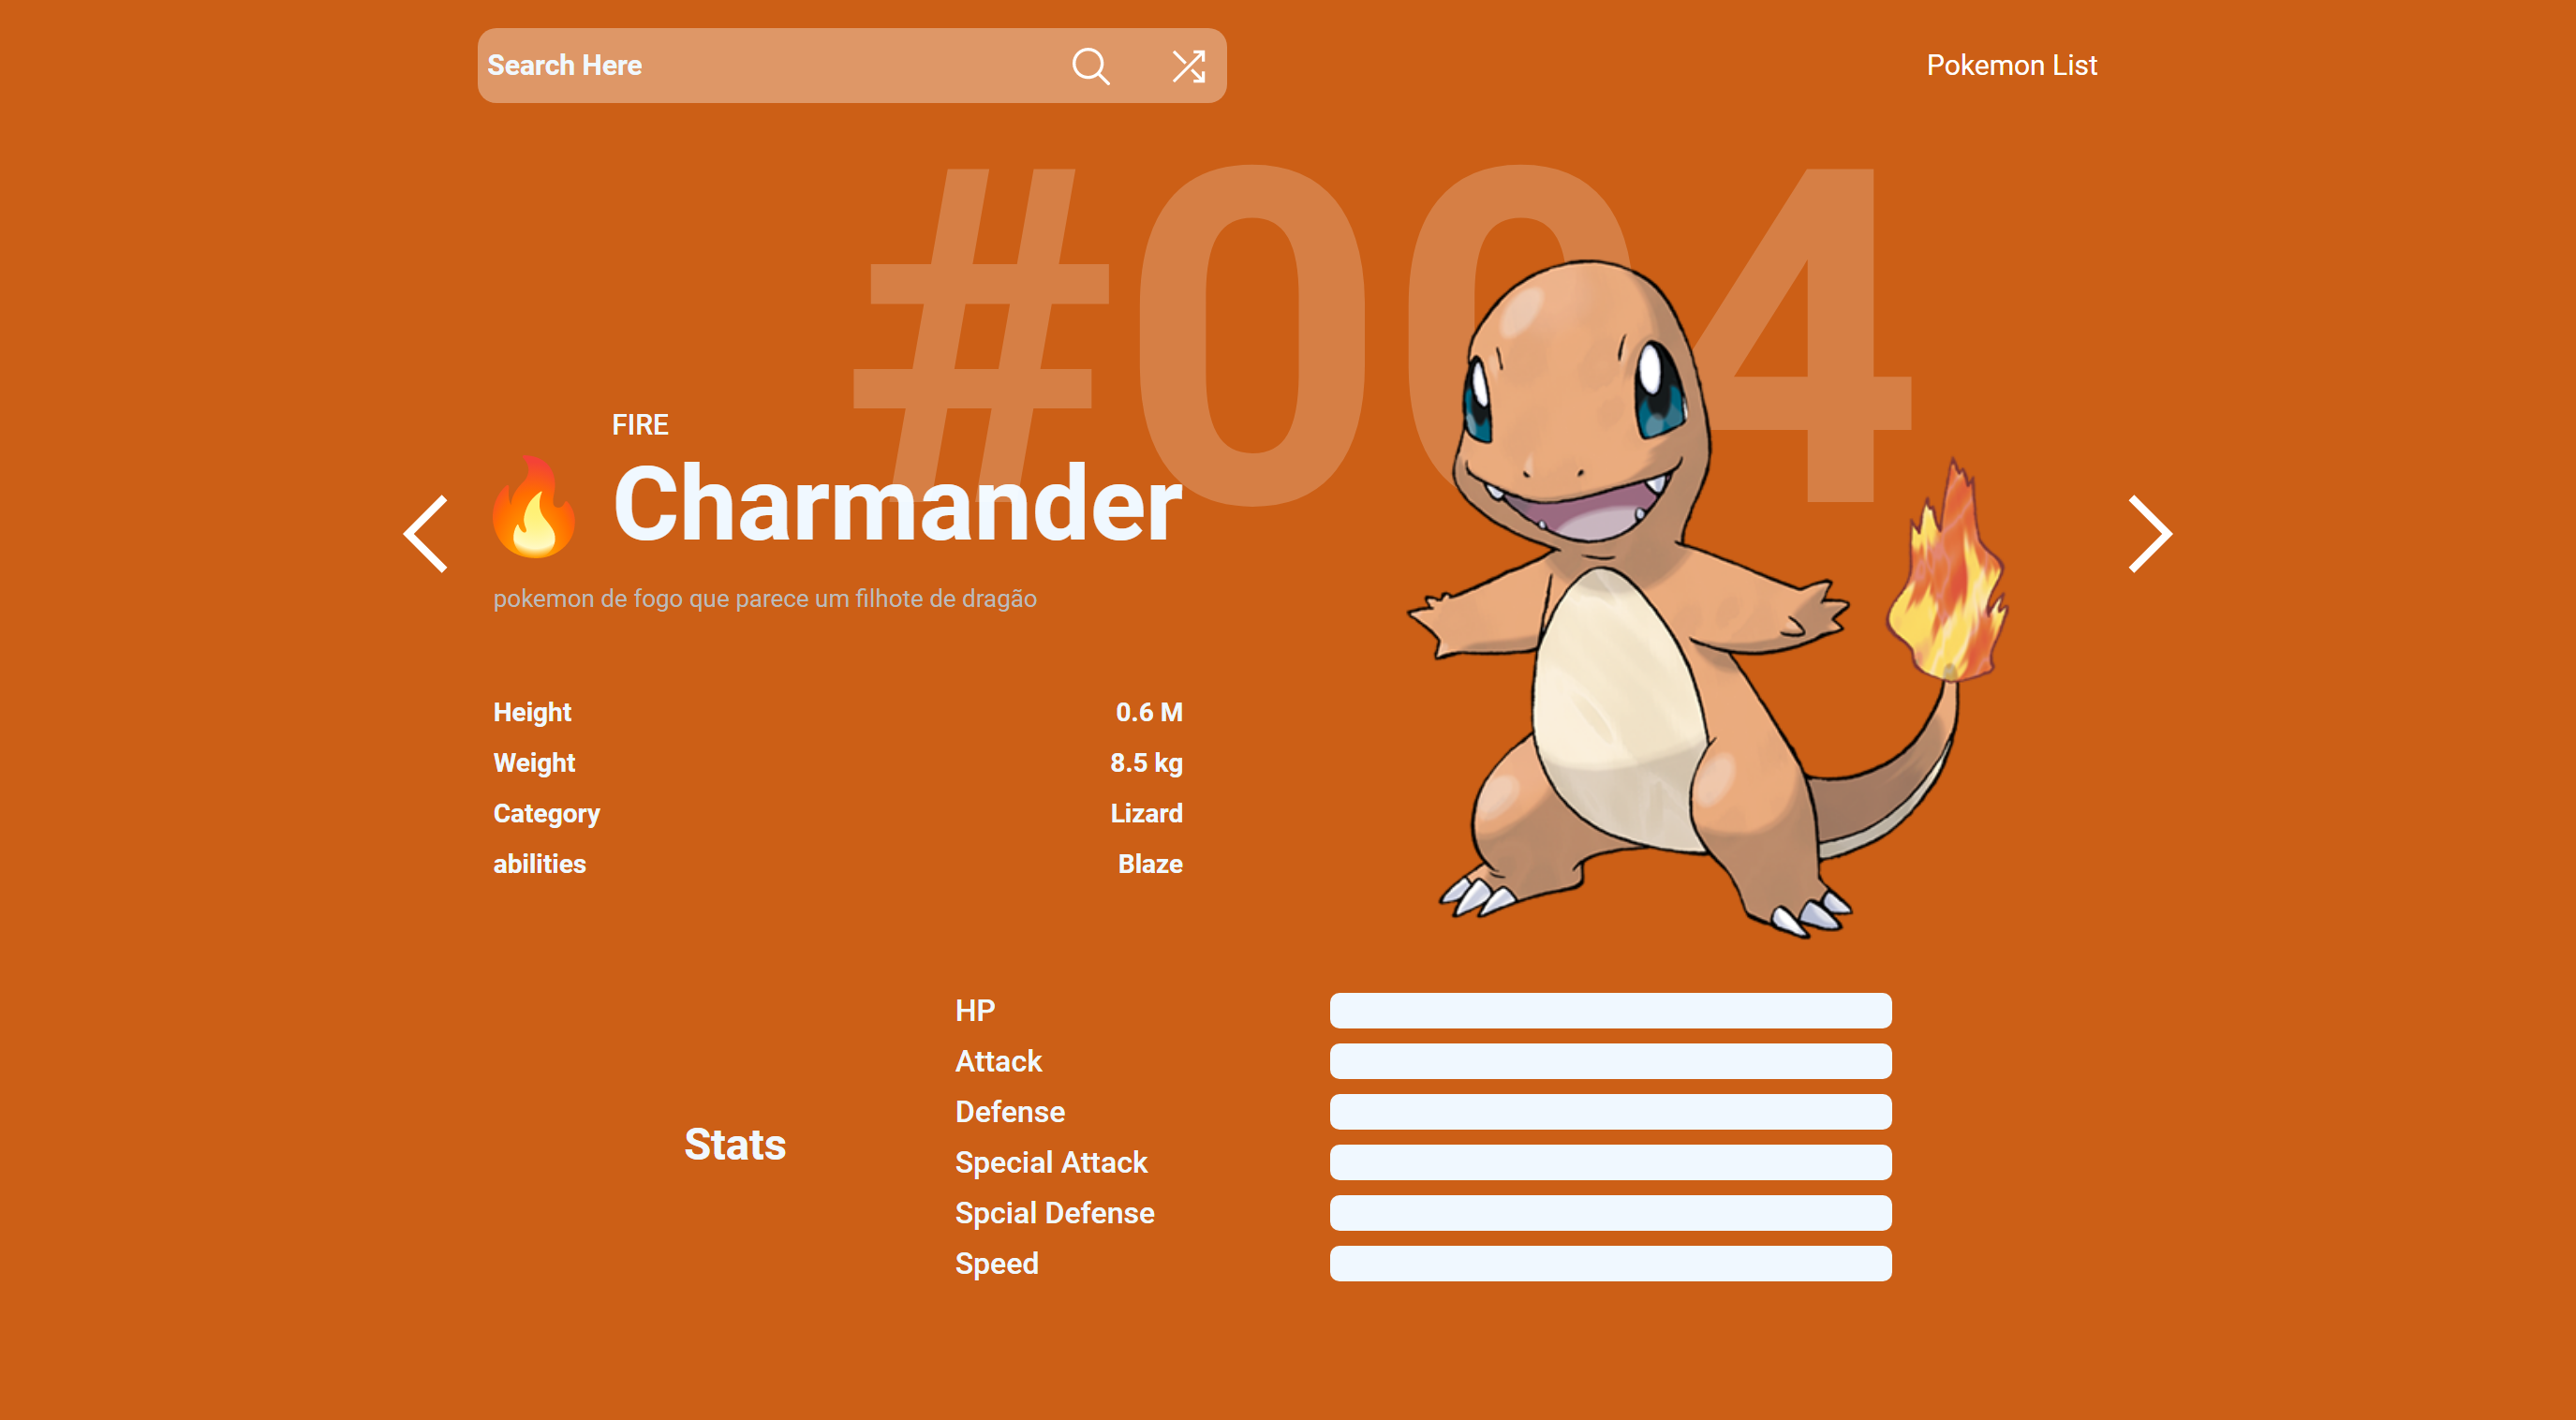 Search Here
Pokemon List
#004
FIRE
Charmander
pokemon de fogo que parece um filhote de dragão
Height 0.6 M
Weight 8.5 kg
Category Lizard
abilities Blaze
Stats
HP
Attack
Defense
Special Attack
Spcial Defense
Speed